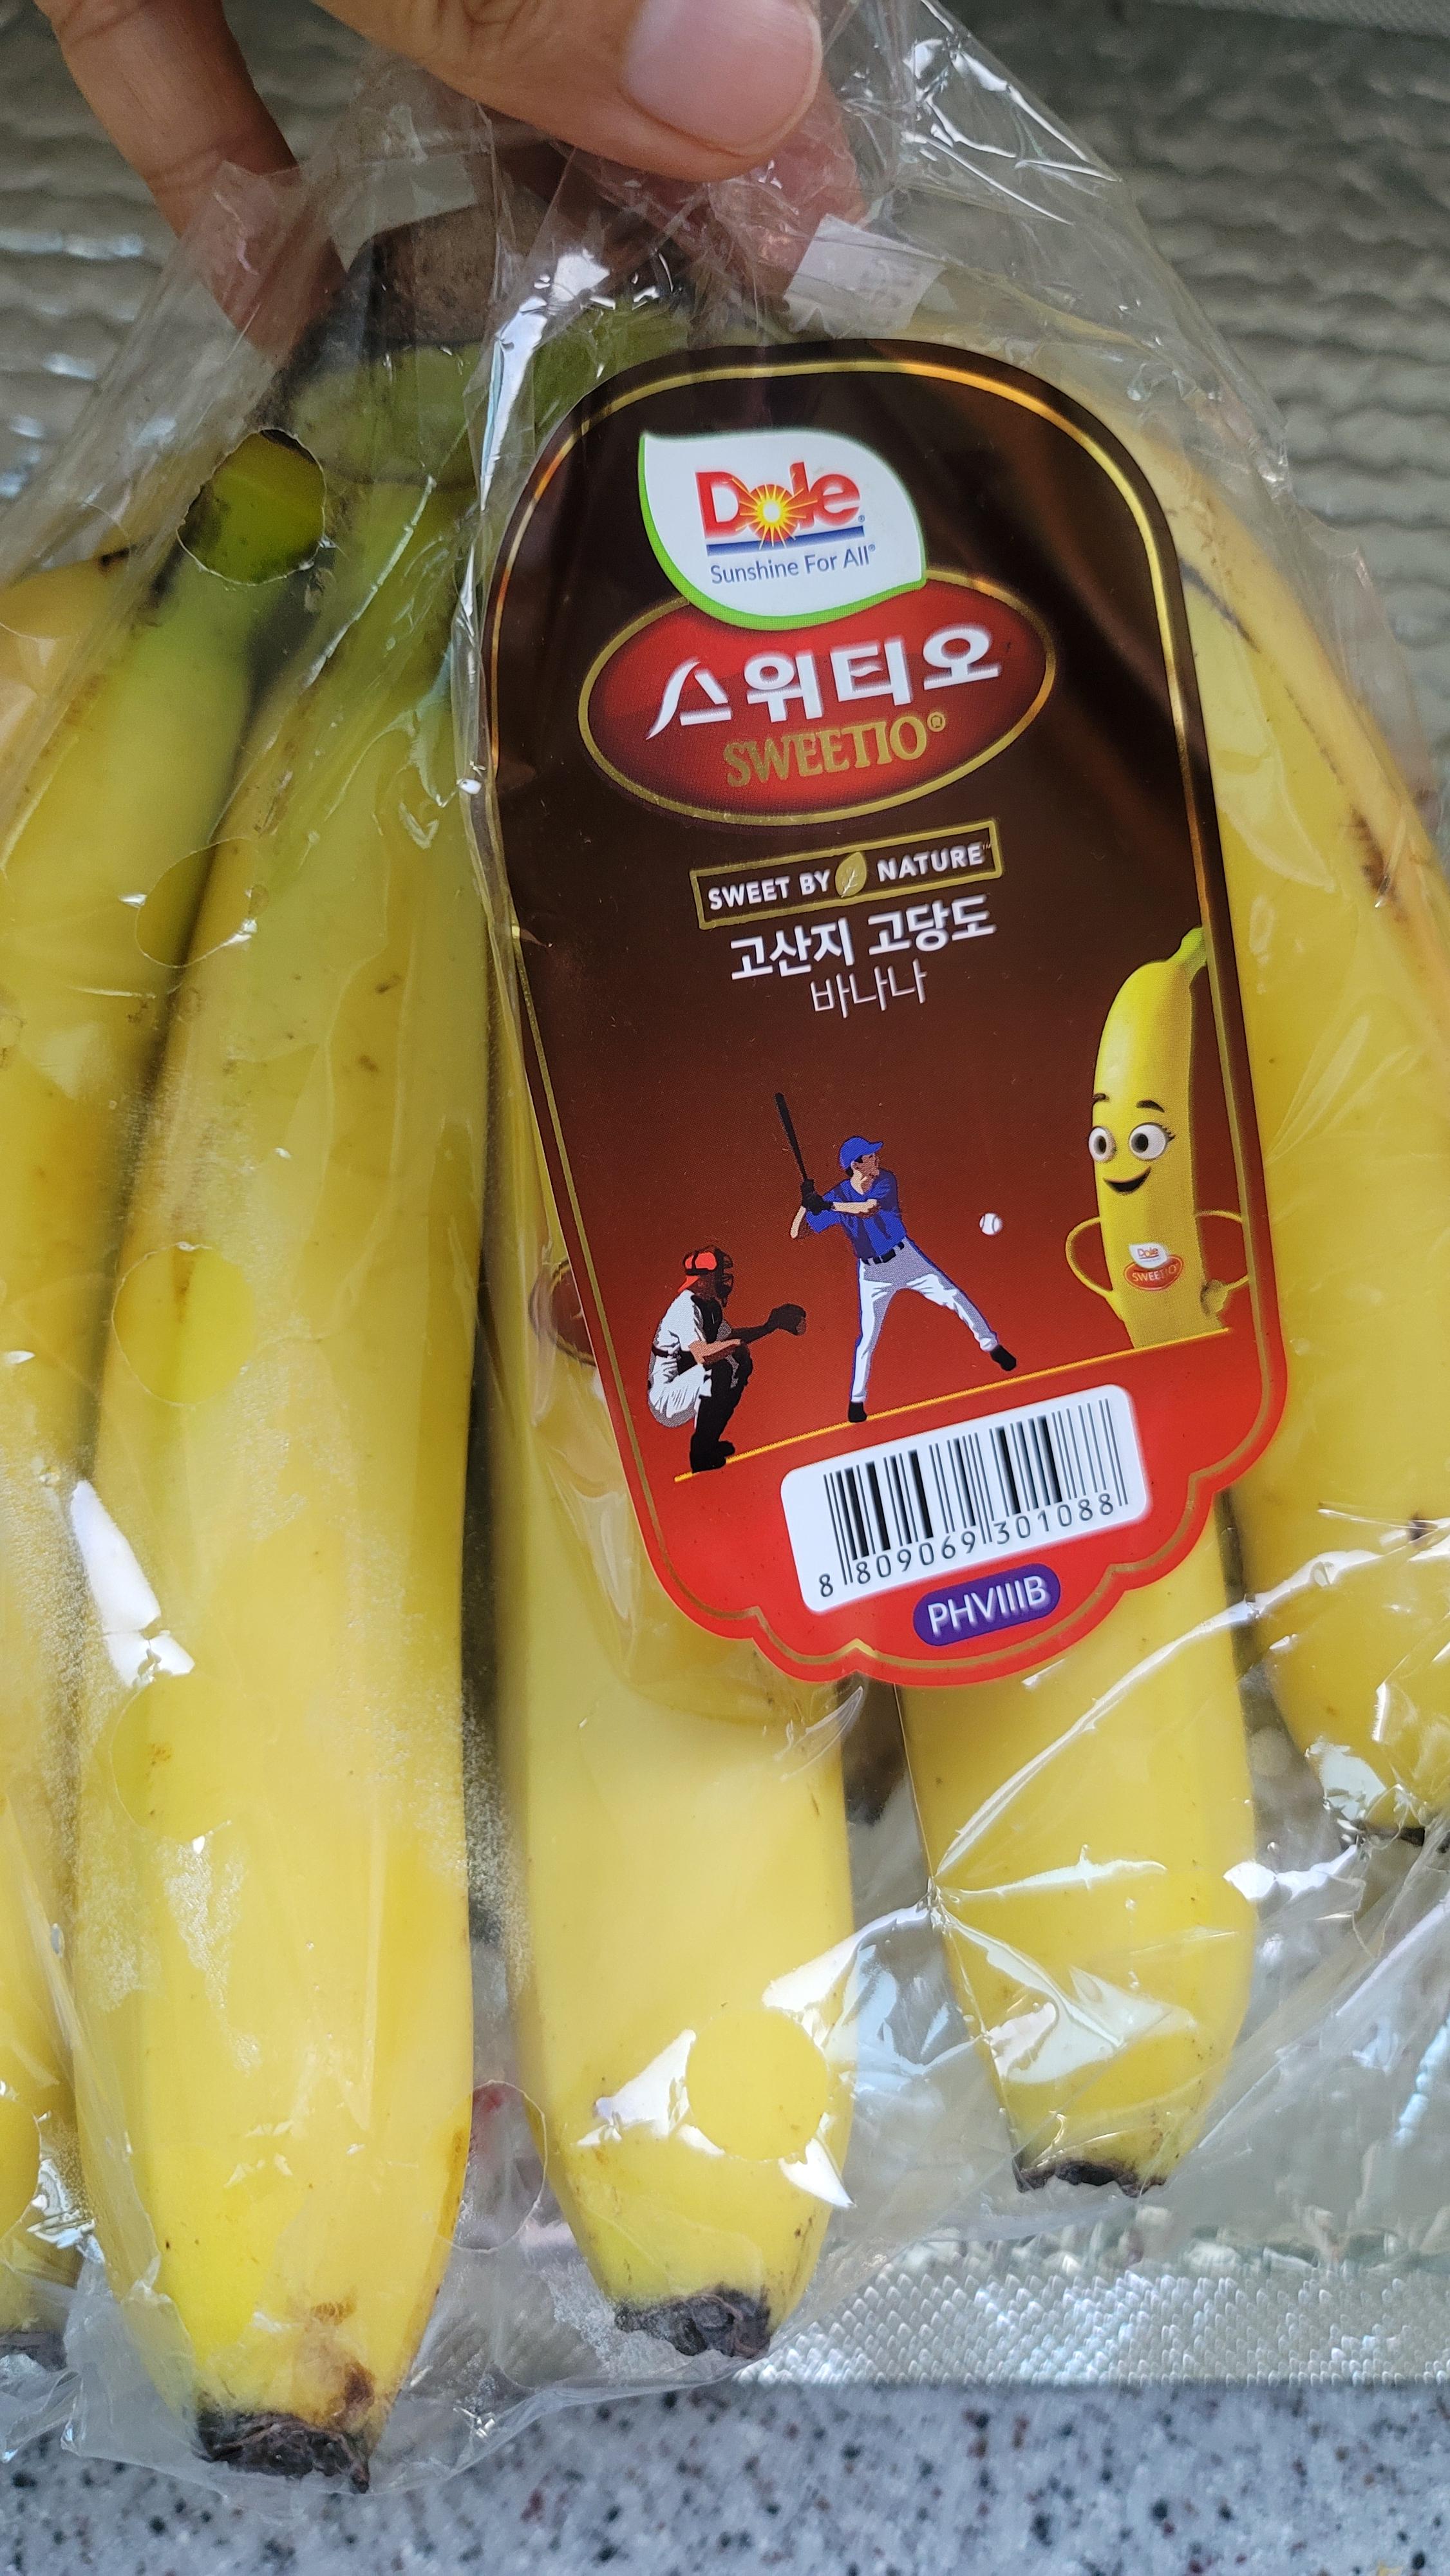 Dole®
Sunshine For All®
스위티오
SWEETIO®
SWEET BY NATURE™
고산지 고당도
바나나
Dole
SWEETIO
8 809069 301088
PHVIIIB